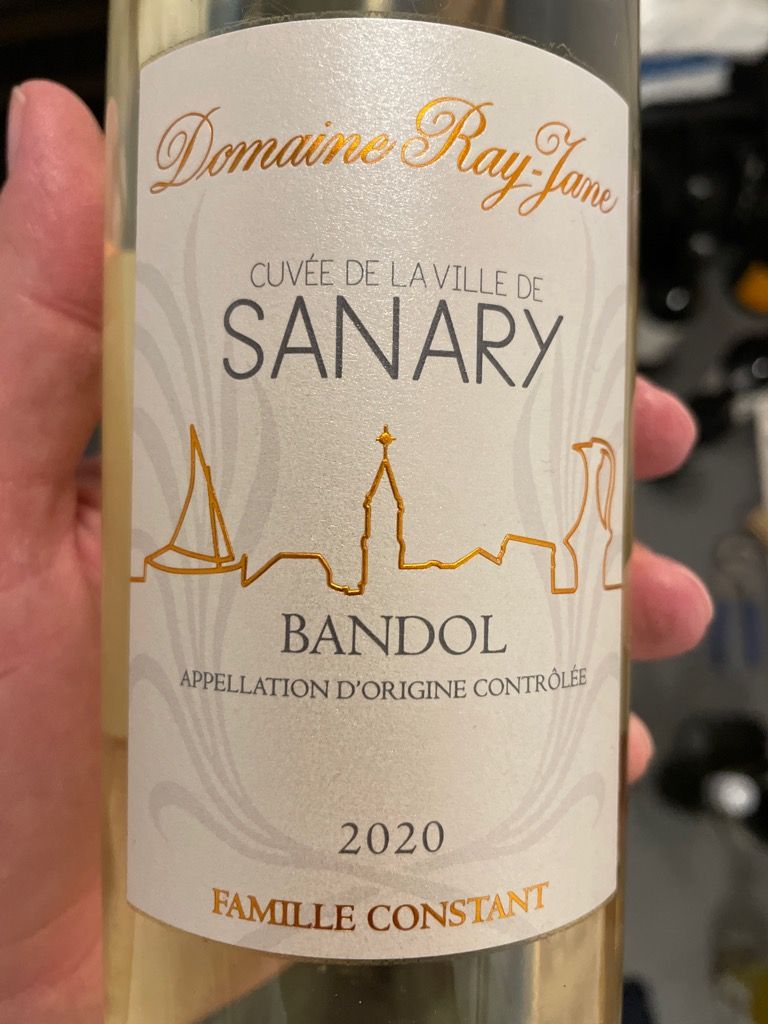 Domaine Ray-Jane
CUVÉE DE LA VILLE DE
SANARY
BANDOL
APPELLATION D'ORIGINE CONTRÔLÉE
2020
FAMILLE CONSTANT